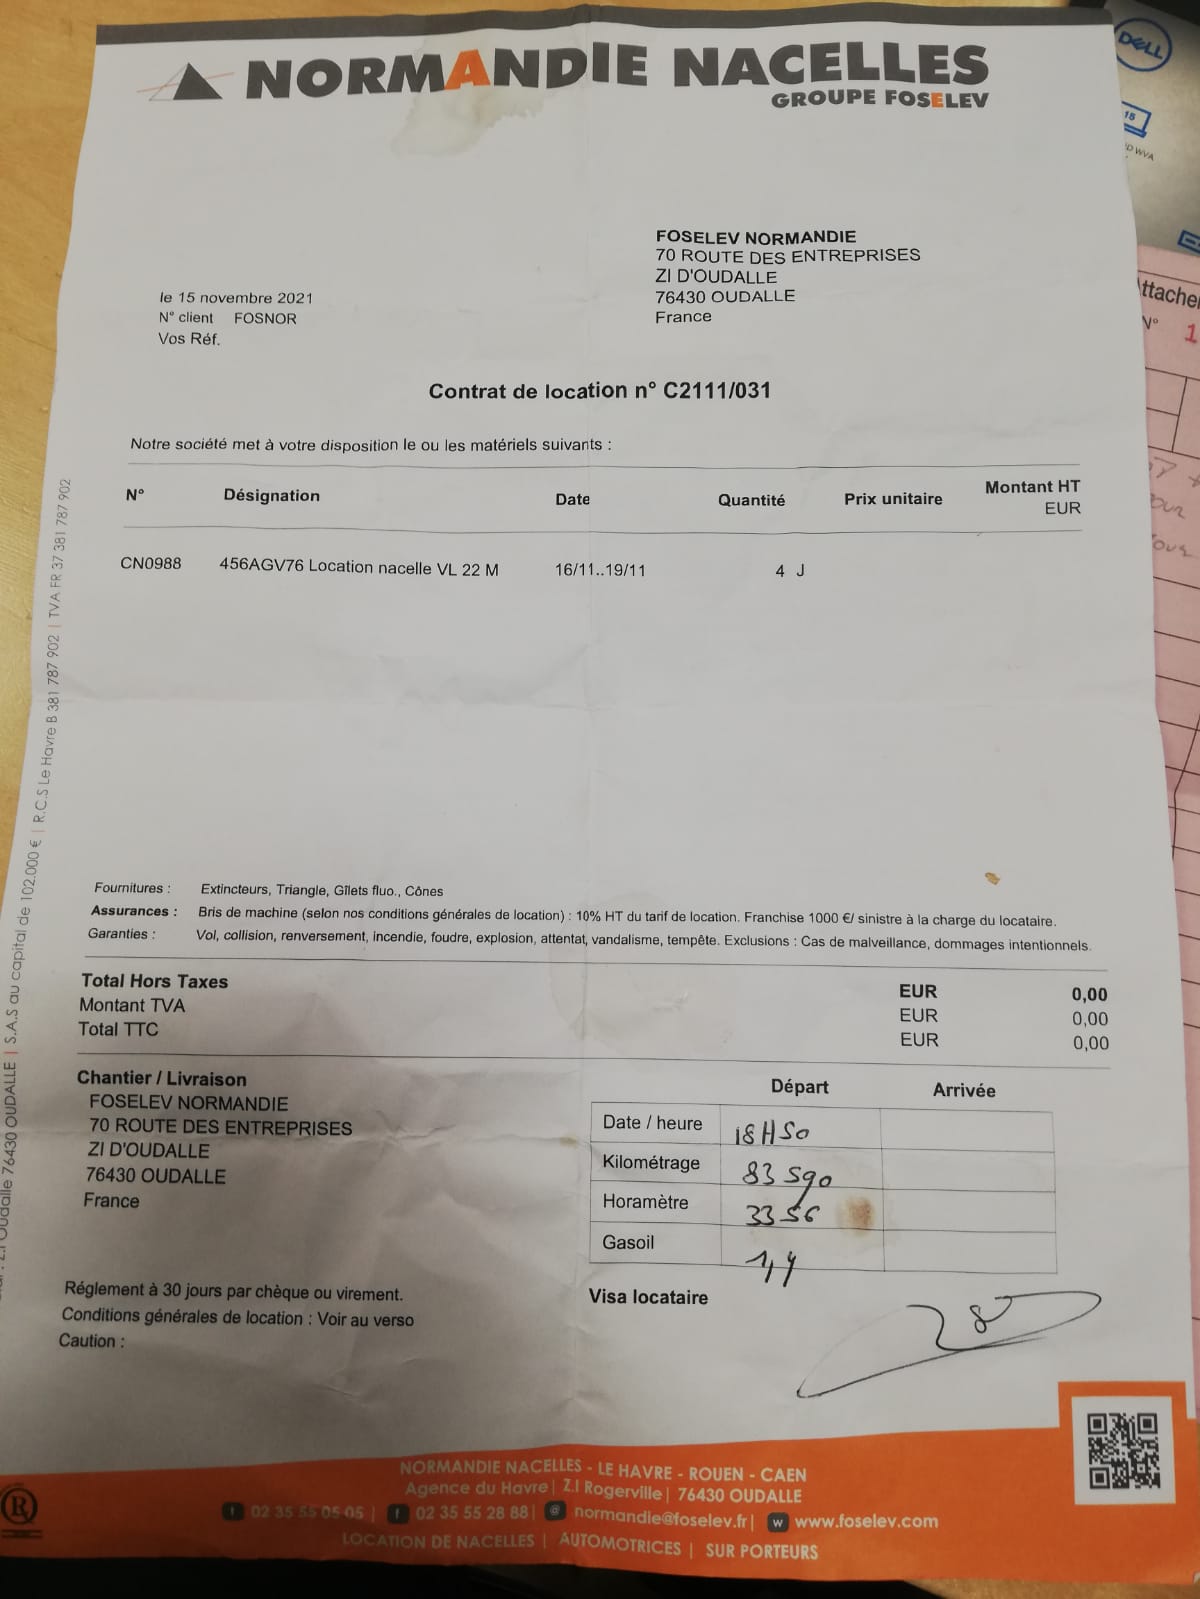 NORMANDIE NACELLES
GROUPE FOSELEV
DELL
15
FOSELEV NORMANDIE
70 ROUTE DES ENTREPRISES
ZI D'OUDALLE
76430 OUDALLE
France
le 15 novembre 2021
N° client FOSNOR
Vos Réf.
Contrat de location n° C2111/031
Notre société met à votre disposition le ou les matériels suivants :
N° Désignation Date Quantité Prix unitaire Montant HT
EUR
CN0988 456AGV76 Location nacelle VL 22 M 16/11..19/11 4 J
Fournitures : Extincteurs, Triangle, Gîlets fluo., Cônes
Assurances : Bris de machine (selon nos conditions générales de location) : 10% HT du tarif de location. Franchise 1000 €/ sinistre à la charge du locataire.
Garanties : Vol, collision, renversement, incendie, foudre, explosion, attentat, vandalisme, tempête. Exclusions : Cas de malveillance, dommages intentionnels.
Total Hors Taxes EUR 0,00
Montant TVA EUR 0,00
Total TTC EUR 0,00
Chantier / Livraison
FOSELEV NORMANDIE
70 ROUTE DES ENTREPRISES
ZI D'OUDALLE
76430 OUDALLE
France
Départ Arrivée
Date / heure 18H50
Kilométrage 83590
Horamètre 3356
Gasoil 1/4
Réglement à 30 jours par chèque ou virement.
Conditions générales de location : Voir au verso
Caution :
Visa locataire
NORMANDIE NACELLES - LE HAVRE - ROUEN - CAEN
Agence du Havre | Z.I Rogerville | 76430 OUDALLE
02 35 55 05 05 | f 02 35 55 28 88 | @ normandie@foselev.fr | w www.foselev.com
LOCATION DE NACELLES | AUTOMOTRICES | SUR PORTEURS
Z.I Oudalle 76430 OUDALLE | S.A.S au capital de 102.000 € | R.C.S Le Havre B 381 787 902 | TVA FR 37 381 787 902
R
N° 1